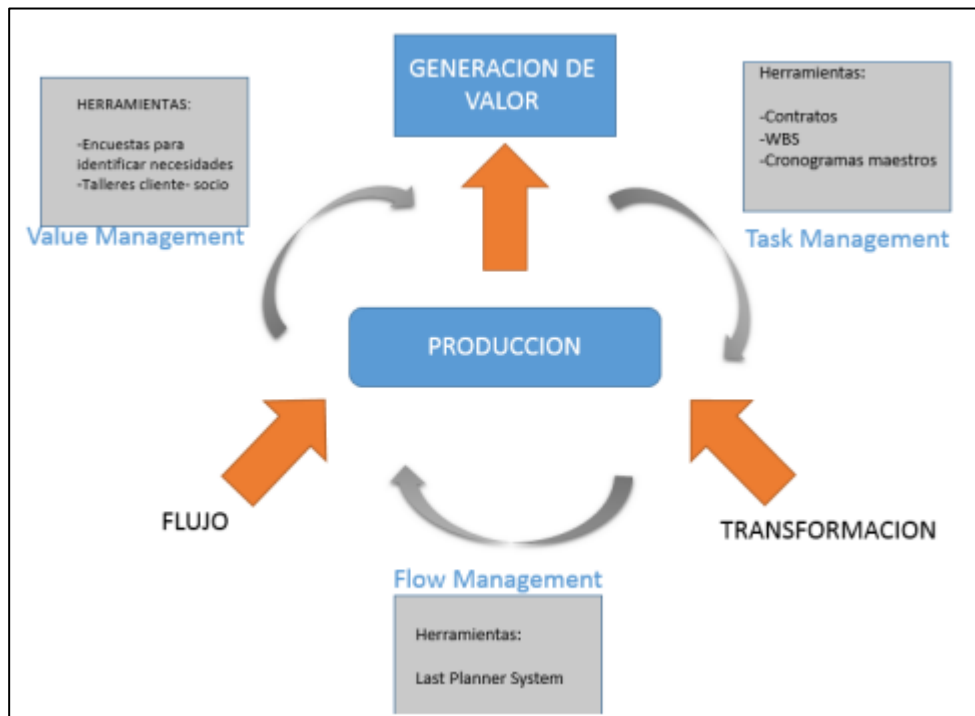 GENERACION DE
VALOR
HERRAMIENTAS:
-Encuestas para
identificar necesidades
-Talleres cliente- socio
Value Management
Herramientas:
-Contratos
-WBS
-Cronogramas maestros
Task Management
PRODUCCION
FLUJO
TRANSFORMACION
Flow Management
Herramientas:
Last Planner System